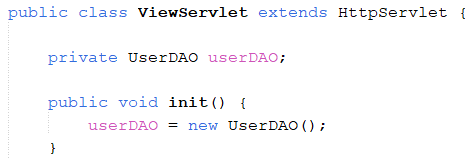 public class ViewServlet extends HttpServlet {
private UserDAO userDAO;
public void init() {
userDAO = new UserDAO();
}